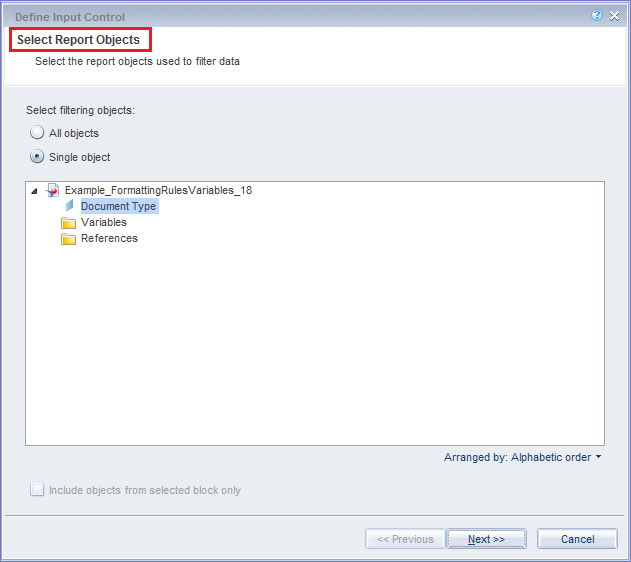 Define Input Control
Select Report Objects
Select the report objects used to filter data
Select filtering objects:
All objects
Single object
Example_FormattingRulesVariables_18
Document Type
Variables
References
Arranged by: Alphabetic order
Include objects from selected block only
<< Previous
Next >>
Cancel